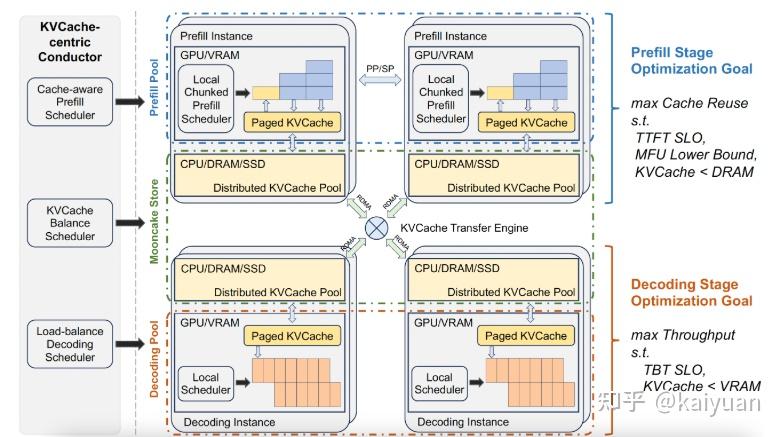 KVCache-
centric
Conductor
Cache-aware
Prefill
Scheduler
KVCache
Balance
Scheduler
Load-balance
Decoding
Scheduler
Prefill Pool
Mooncake Store
Decoding Pool
Prefill Instance
GPU/VRAM
Local
Chunked
Prefill
Scheduler
Paged KVCache
CPU/DRAM/SSD
Distributed KVCache Pool
PP/SP
Prefill Instance
GPU/VRAM
Local
Chunked
Prefill
Scheduler
Paged KVCache
CPU/DRAM/SSD
Distributed KVCache Pool
RDMA
RDMA
KVCache Transfer Engine
RDMA
RDMA
CPU/DRAM/SSD
Distributed KVCache Pool
GPU/VRAM
Paged KVCache
Local
Scheduler
Decoding Instance
CPU/DRAM/SSD
Distributed KVCache Pool
GPU/VRAM
Paged KVCache
Local
Scheduler
Decoding Instance
Prefill Stage
Optimization Goal
max Cache Reuse
s.t.
TTFT SLO,
MFU Lower Bound,
KVCache < DRAM
Decoding Stage
Optimization Goal
max Throughput
s.t.
TBT SLO,
KVCache < VRAM
知乎 @kaiyuan